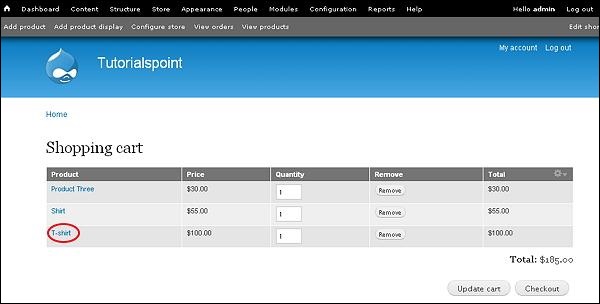 Dashboard Content Structure Store Appearance People Modules Configuration Reports Help Hello admin Log out
Add product Add product display Configure store View orders View products Edit shor
My account Log out
Tutorialspoint
Home
Shopping cart
Product Price Quantity Remove Total
Product Three $30.00 1 Remove $30.00
Shirt $55.00 1 Remove $55.00
T-shirt $100.00 1 Remove $100.00
Total: $185.00
Update cart Checkout